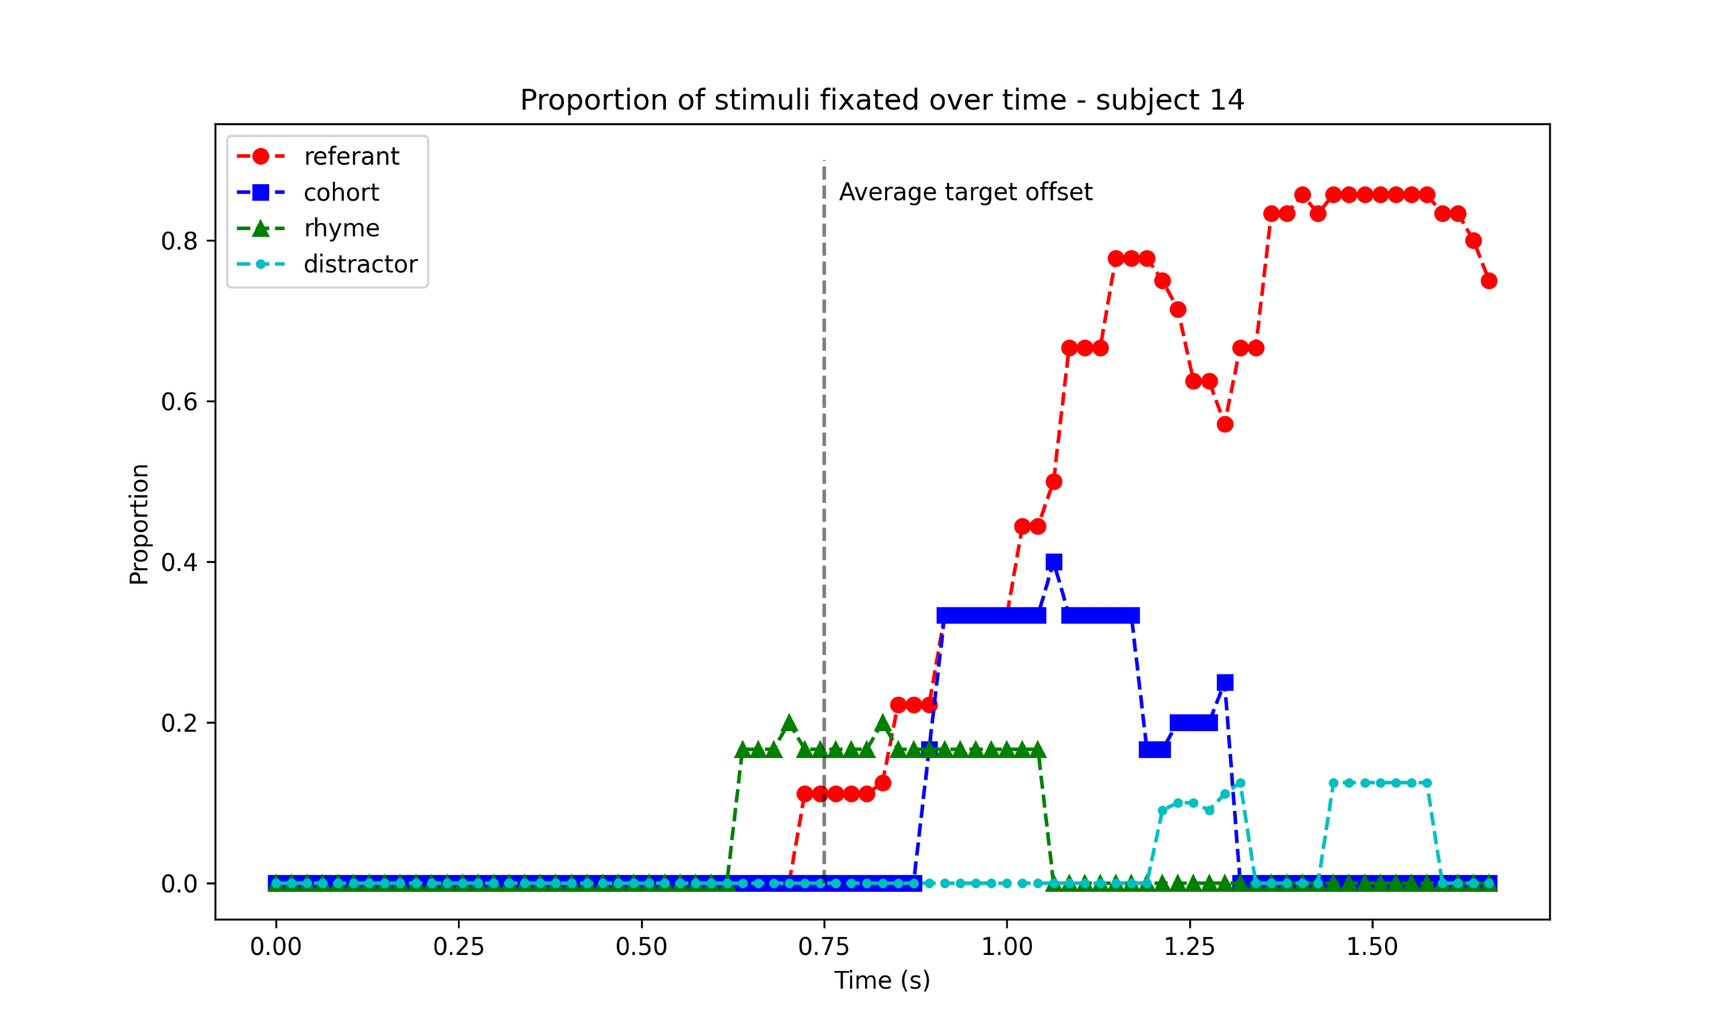 Proportion of stimuli fixated over time - subject 14
referant
cohort
rhyme
distractor
Average target offset
Proportion
0.8
0.6
0.4
0.2
0.0
0.00 0.25 0.50 0.75 1.00 1.25 1.50
Time (s)